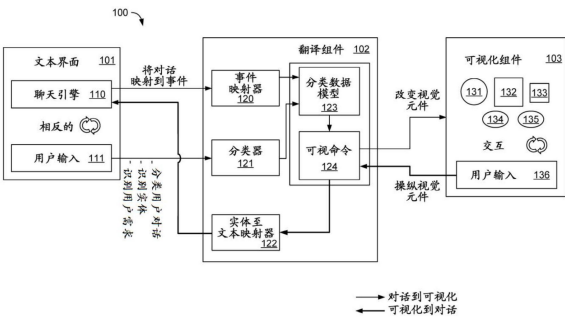 100
文本界面 101
聊天引擎 110
相反的
用户输入 111
将对话
映射到事件
- 分类用户对话
- 识别实体
- 识别用户需求
翻译组件 102
事件
映射器
120
分类器
121
实体至
文本映射器
122
分类数据
模型
123
可视命令
124
改变视觉
元件
操纵视觉
元件
可视化组件 103
131
132
133
134
135
交互
用户输入 136
对话到可视化
可视化到对话